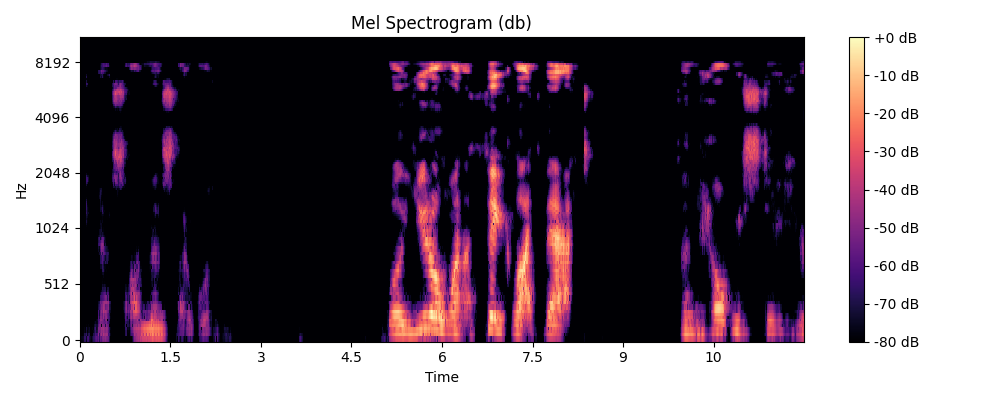 Mel Spectrogram (db)
8192
4096
2048
1024
512
0
Hz
0 1.5 3 4.5 6 7.5 9 10
Time
+0 dB
-10 dB
-20 dB
-30 dB
-40 dB
-50 dB
-60 dB
-70 dB
-80 dB